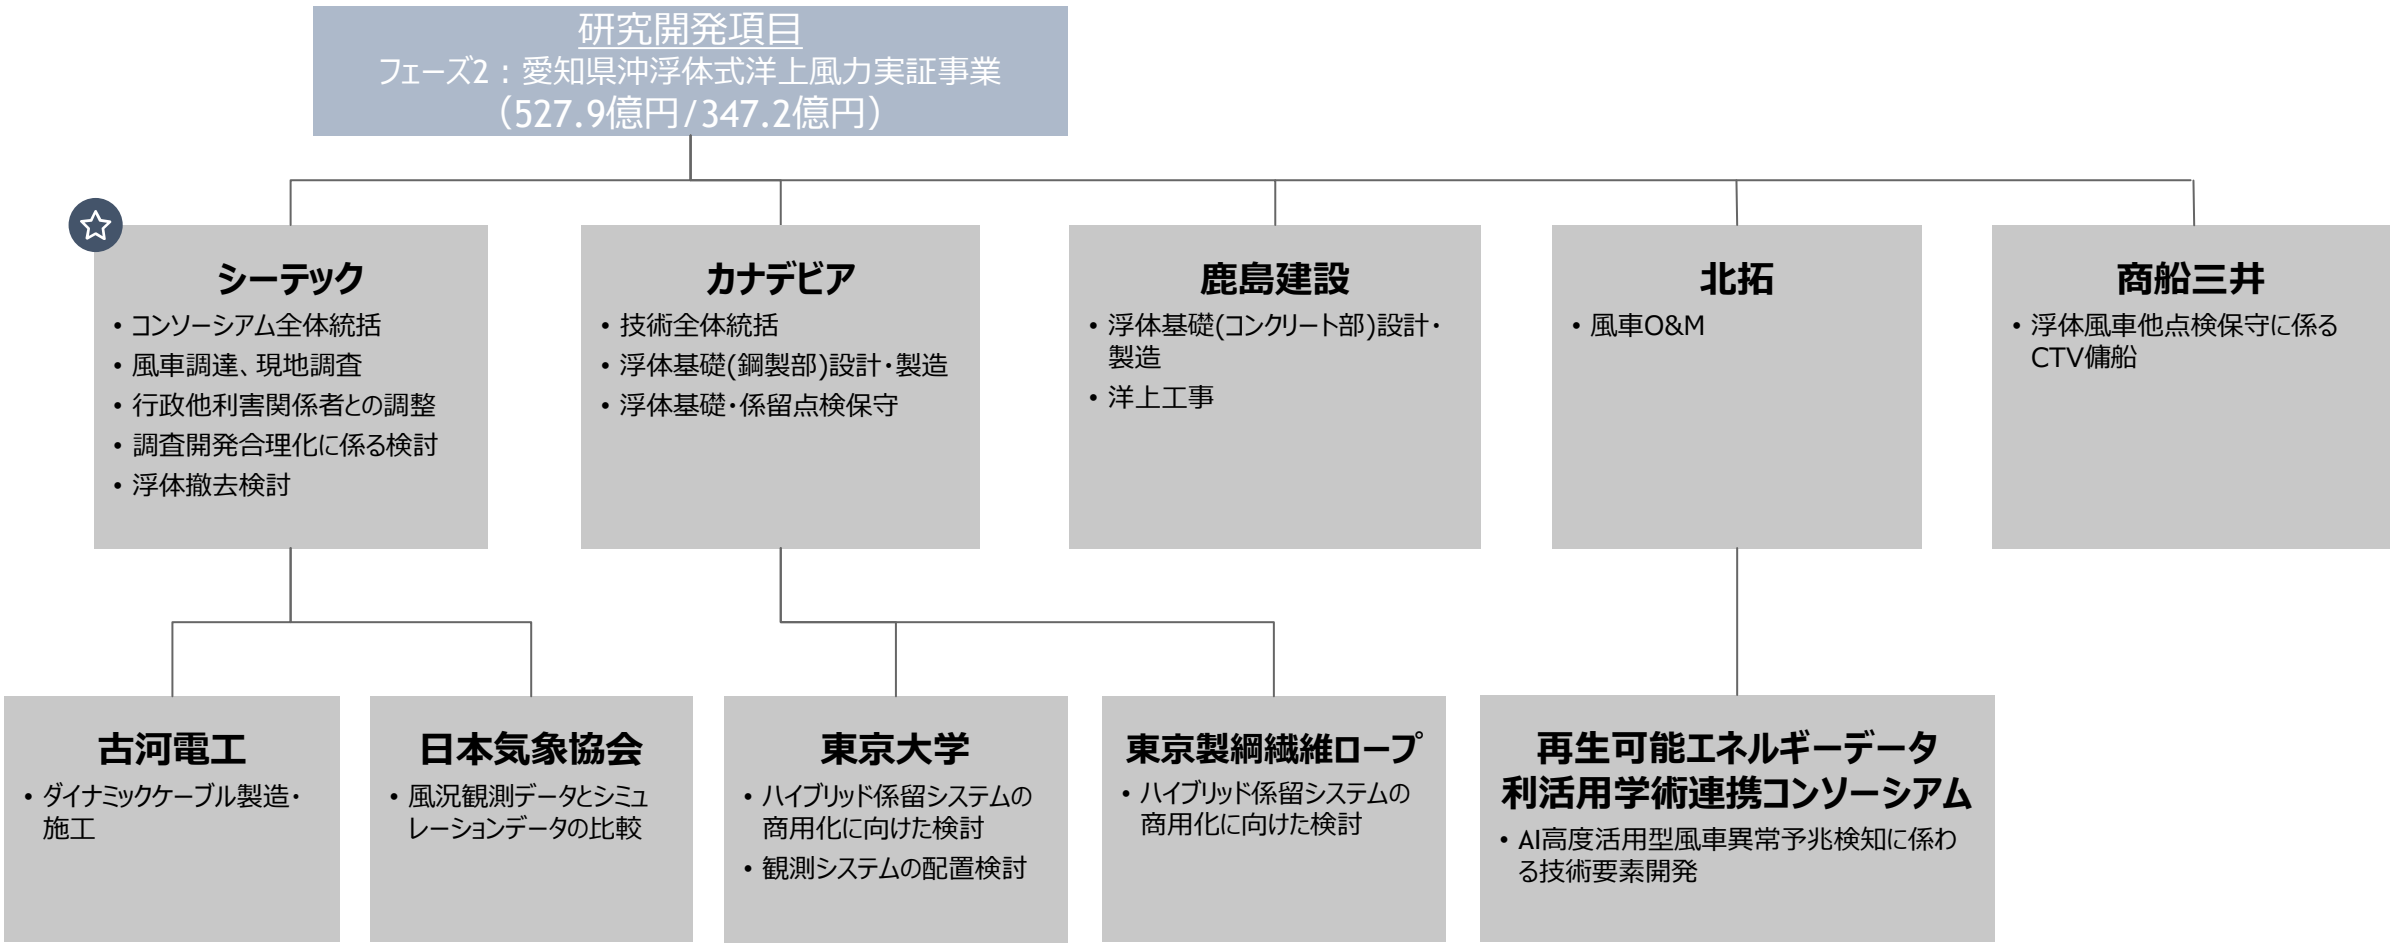 研究開発項目
フェーズ2：愛知県沖浮体式洋上風力実証事業
（527.9億円/347.2億円）
シーテック
• コンソーシアム全体統括
• 風車調達、現地調査
• 行政他利害関係者との調整
• 調査開発合理化に係る検討
• 浮体撤去検討
カナデビア
• 技術全体統括
• 浮体基礎(鋼製部)設計・製造
• 浮体基礎・係留点検保守
鹿島建設
• 浮体基礎(コンクリート部)設計・
製造
• 洋上工事
北拓
• 風車O&M
商船三井
• 浮体風車他点検保守に係る
CTV傭船
古河電工
• ダイナミックケーブル製造・
施工
日本気象協会
• 風況観測データとシミュ
レーションデータの比較
東京大学
• ハイブリッド係留システムの
商用化に向けた検討
• 観測システムの配置検討
東京製綱繊維ロープ
• ハイブリッド係留システムの
商用化に向けた検討
再生可能エネルギーデータ
利活用学術連携コンソーシアム
• AI高度活用型風車異常予兆検知に係わ
る技術要素開発